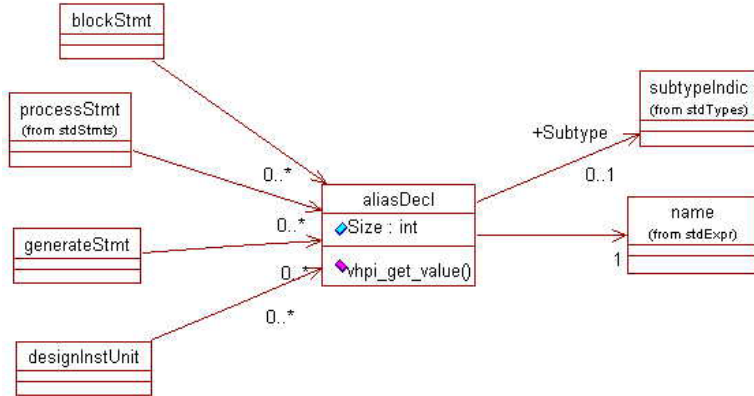 blockStmt
processStmt
(from stdStmts)
generateStmt
designInstUnit
0..*
0..*
0..*
0..*
aliasDecl
Size : int
vhpi_get_value()
+Subtype
0..1
1
subtypeIndic
(from stdTypes)
name
(from stdExpr)